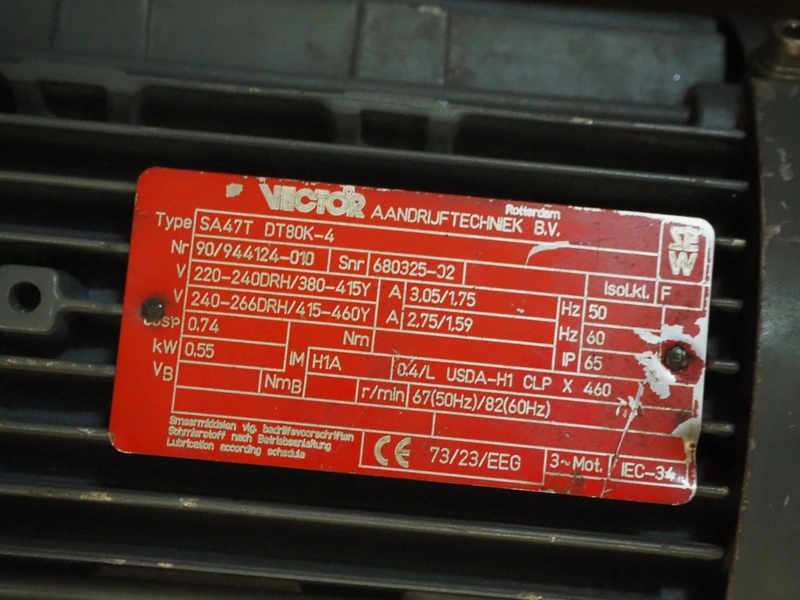 VECTOR AANDRIJFTECHNIEK B.V. Rotterdam
SEW
Type SA47T DT80K-4
Nr 90/944124-010 Snr 680325-02
V 220-240DRH/380-415Y A 3,05/1.75 Isol.kl. F
V 240-266DRH/415-460Y A 2,75/1.59 Hz 50
cosφ 0.74 Nm Hz 60
kW 0.55 IM H1A IP 65
0.4/L USDA-H1 CLP X 460
VB NmB r/min 67(50Hz)/82(60Hz)
Smeermiddelen vlg. bedrijfsvoorschriften
Schmierstoff nach Betriebsanleitung
Lubrication according schedule
CE 73/23/EEG 3~Mot. IEC-34